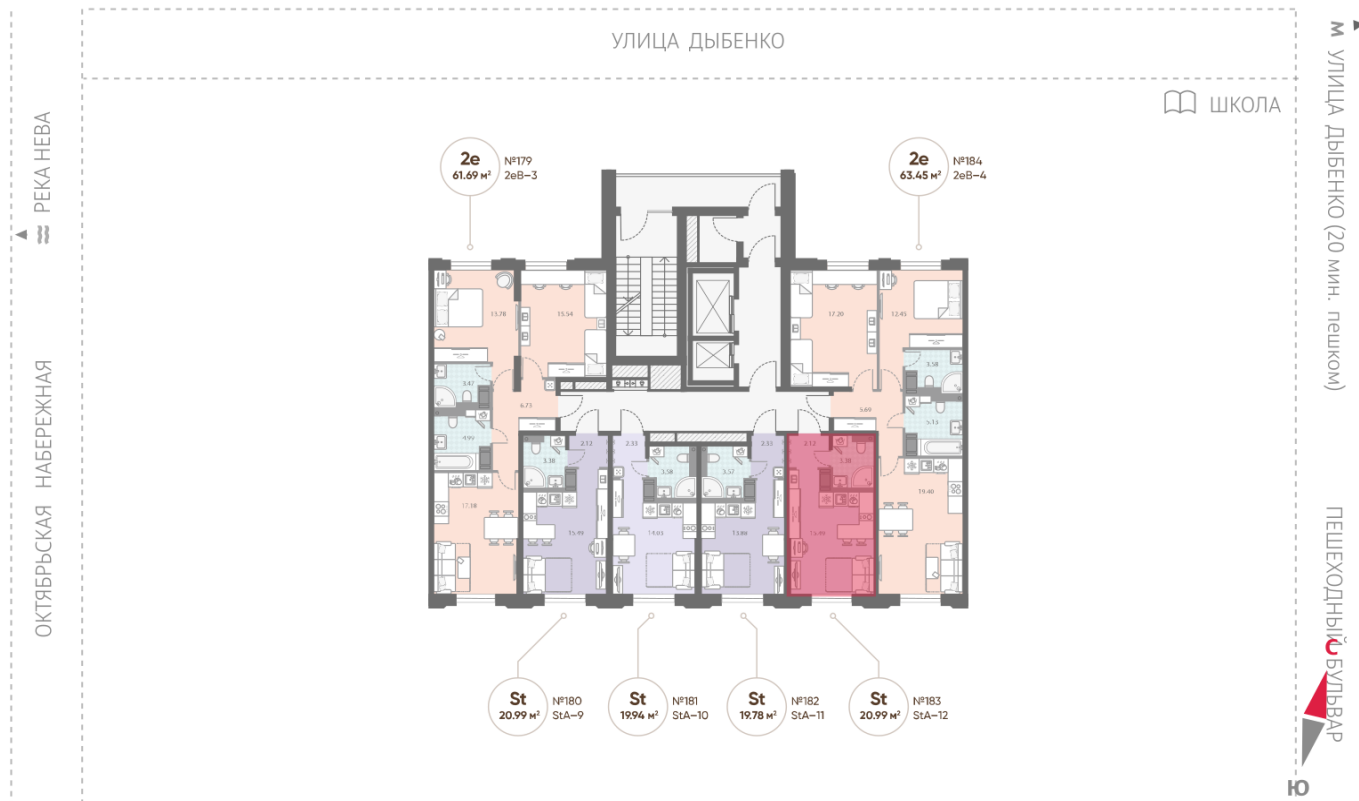 УЛИЦА ДЫБЕНКО
ШКОЛА
РЕКА НЕВА
ОКТЯБРЬСКАЯ НАБЕРЕЖНАЯ
М УЛИЦА ДЫБЕНКО (20 мин. пешком)
ПЕШЕХОДНЫЙ БУЛЬВАР
2е
61.69 м²
№179
2еВ–3
2е
63.45 м²
№184
2еВ–4
13.78
15.54
17.20
12.45
3.47
3.58
6.73
5.69
4.99
5.13
2.12
2.33
2.33
2.12
3.38
3.58
3.57
3.38
17.18
19.40
15.49
14.03
13.88
15.49
St
20.99 м²
№180
StA–9
St
19.94 м²
№181
StA–10
St
19.78 м²
№182
StA–11
St
20.99 м²
№183
StA–12
С
Ю